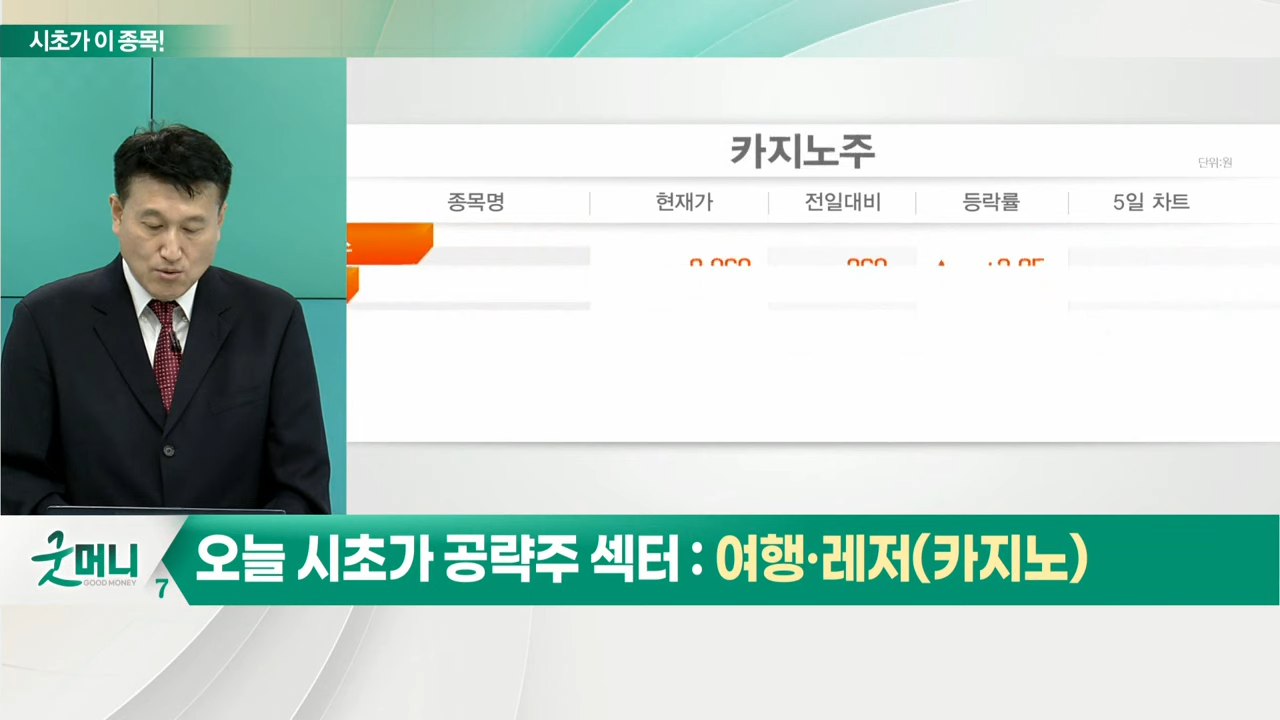 시초가 이 종목!
카지노주
단위:원
종목명 현재가 전일대비 등락률 5일 차트
굿머니
GOOD MONEY
7
오늘 시초가 공략주 섹터 : 여행·레저(카지노)